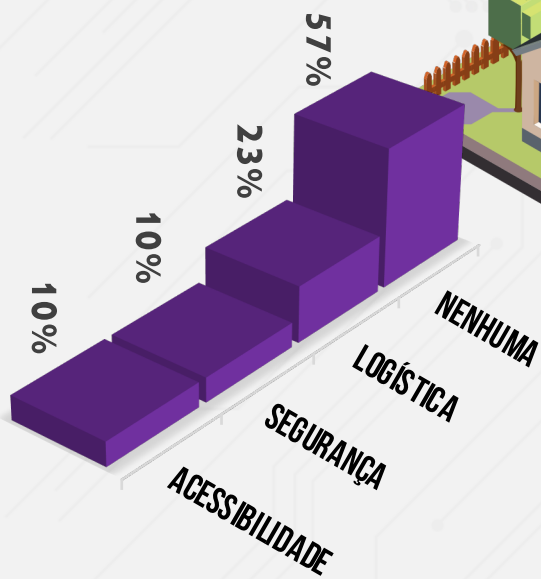 57%
23%
10%
10%
NENHUMA
LOGÍSTICA
SEGURANÇA
ACESSIBILIDADE